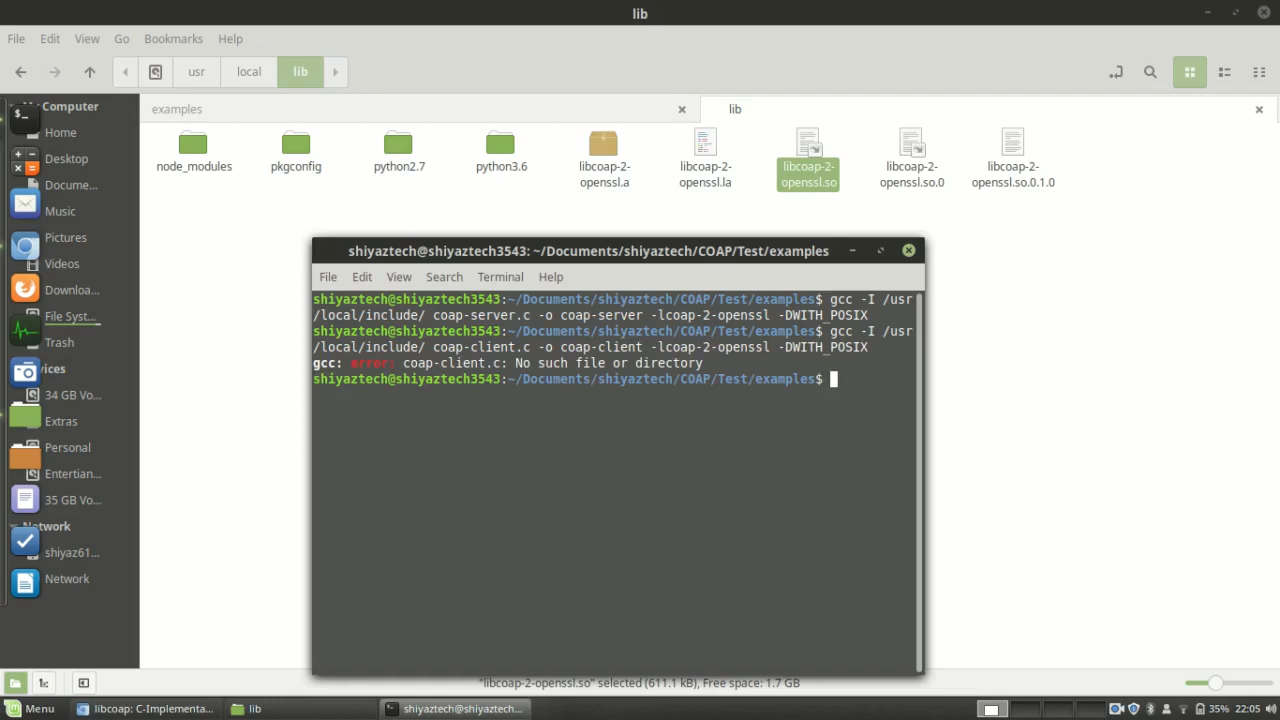 lib
File Edit View Go Bookmarks Help
usr local lib
My Computer
Home
Desktop
Docume...
Music
Pictures
Videos
Downloa...
File Sys...
Trash
vices
34 GB Vo...
Extras
Personal
Entertian...
35 GB Vo...
Network
shiyaz61...
Network
examples
lib
node_modules
pkgconfig
python2.7
python3.6
libcoap-2-
openssl.a
libcoap-2-
openssl.la
libcoap-2-
openssl.so
libcoap-2-
openssl.so.0
libcoap-2-
openssl.so.0.1.0
shiyaztech@shiyaztech3543: ~/Documents/shiyaztech/COAP/Test/examples
File Edit View Search Terminal Help
shiyaztech@shiyaztech3543:~/Documents/shiyaztech/COAP/Test/examples$ gcc -I /usr
/local/include/ coap-server.c -o coap-server -lcoap-2-openssl -DWITH_POSIX
shiyaztech@shiyaztech3543:~/Documents/shiyaztech/COAP/Test/examples$ gcc -I /usr
/local/include/ coap-client.c -o coap-client -lcoap-2-openssl -DWITH_POSIX
gcc: error: coap-client.c: No such file or directory
shiyaztech@shiyaztech3543:~/Documents/shiyaztech/COAP/Test/examples$
"libcoap-2-openssl.so" selected (611.1 kB), Free space: 1.7 GB
Menu
libcoap: C-Implementa...
lib
shiyaztech@shiyaztech...
35% 22:05